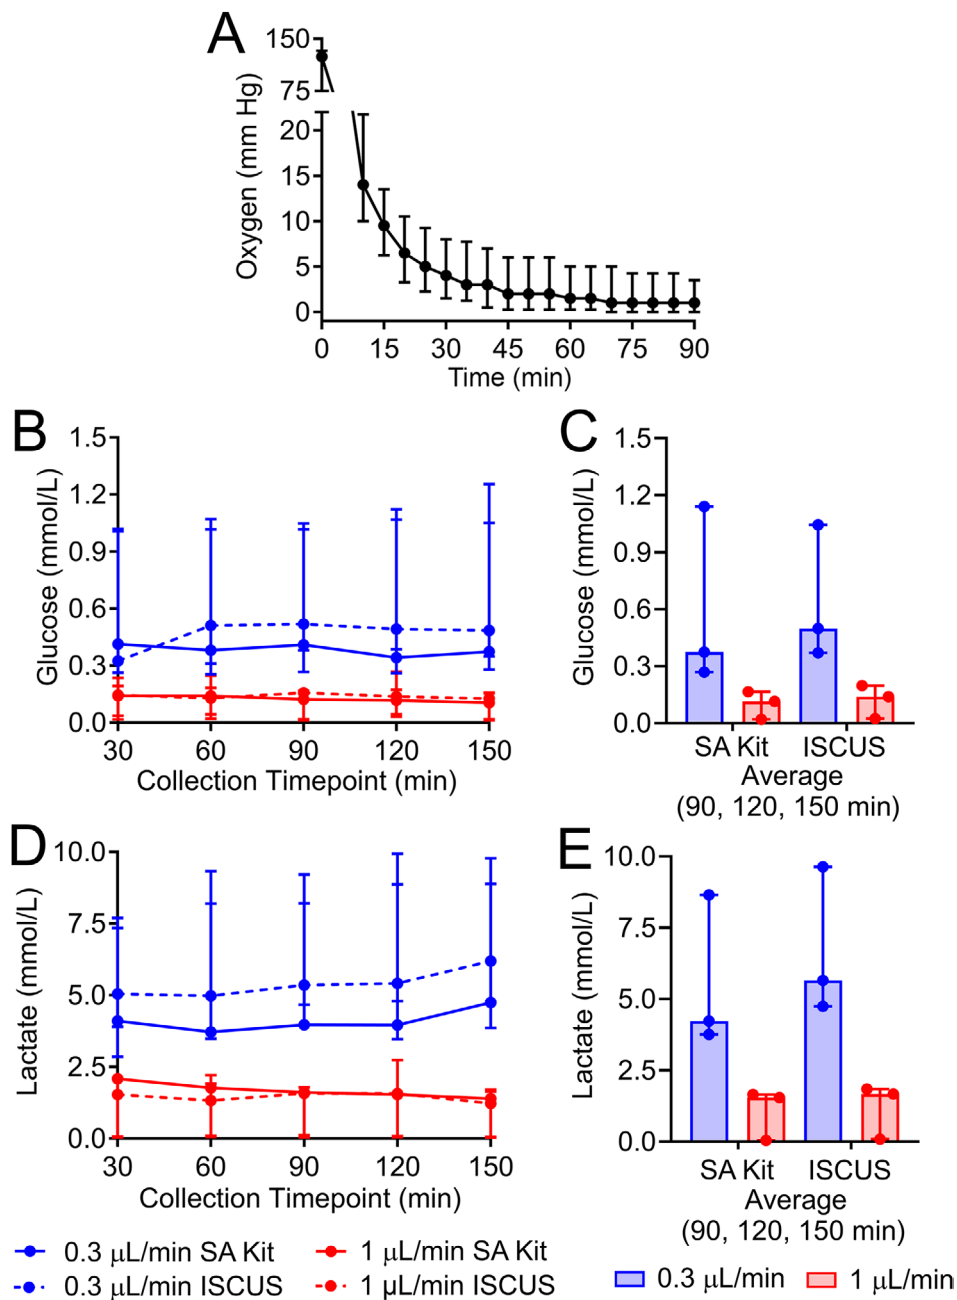 A
Oxygen (mm Hg)
150
75
20
15
10
5
0
0 15 30 45 60 75 90
Time (min)
B
Glucose (mmol/L)
1.5
1.2
0.9
0.6
0.3
0.0
30 60 90 120 150
Collection Timepoint (min)
C
Glucose (mmol/L)
1.5
1.2
0.9
0.6
0.3
0.0
SA Kit ISCUS
Average
(90, 120, 150 min)
D
Lactate (mmol/L)
10.0
7.5
5.0
2.5
0.0
30 60 90 120 150
Collection Timepoint (min)
E
Lactate (mmol/L)
10.0
7.5
5.0
2.5
0.0
SA Kit ISCUS
Average
(90, 120, 150 min)
0.3 μL/min SA Kit 1 μL/min SA Kit
0.3 μL/min ISCUS 1 µL/min ISCUS
0.3 μL/min 1 μL/min